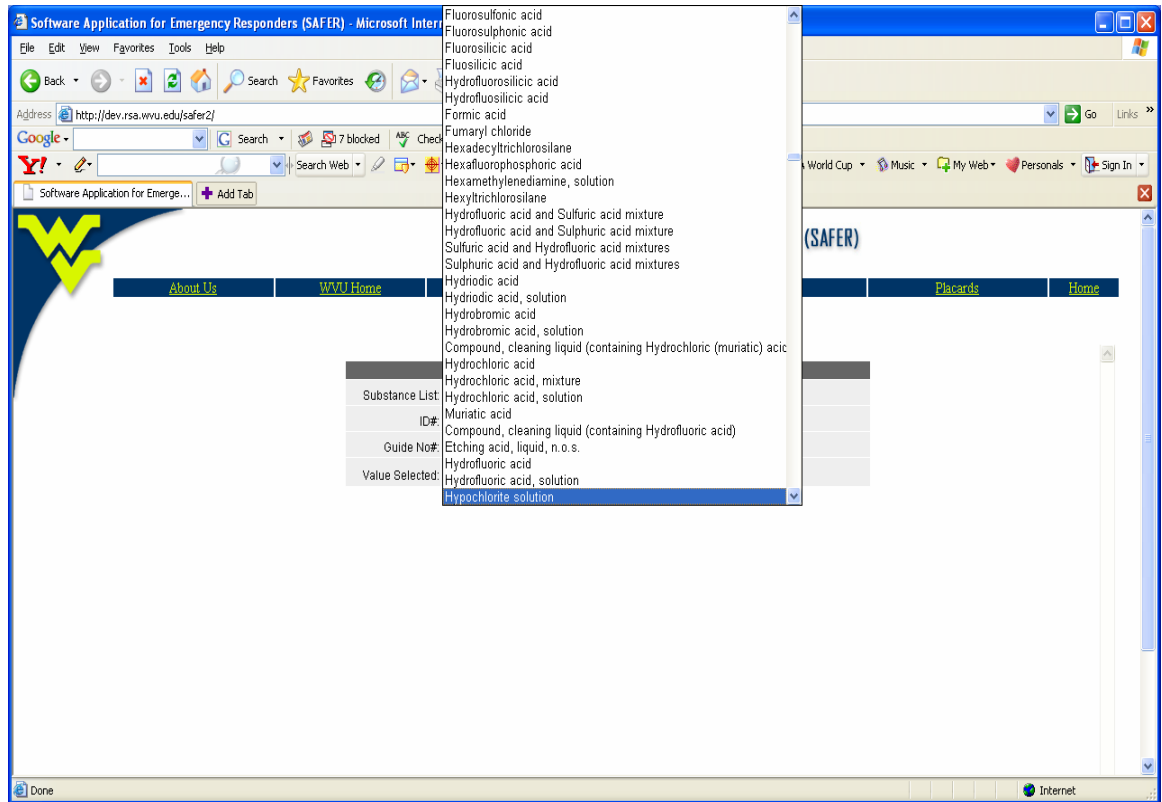 Software Application for Emergency Responders (SAFER) - Microsoft Intern
File Edit View Favorites Tools Help
Back Search Favorites
Address http://dev.rsa.wvu.edu/safer2/ Go Links »
Google Search 7 blocked ABC Check
Y! Search Web World Cup Music My Web Personals Sign In
Software Application for Emerge... Add Tab
WV
(SAFER)
About Us WVU Home Placards Home
Substance List:
ID#:
Guide No#:
Value Selected:
Fluorosulfonic acid
Fluorosulphonic acid
Fluorosilicic acid
Fluosilicic acid
Hydrofluorosilicic acid
Hydrofluosilicic acid
Formic acid
Fumaryl chloride
Hexadecyltrichlorosilane
Hexafluorophosphoric acid
Hexamethylenediamine, solution
Hexyltrichlorosilane
Hydrofluoric acid and Sulfuric acid mixture
Hydrofluoric acid and Sulphuric acid mixture
Sulfuric acid and Hydrofluoric acid mixtures
Sulphuric acid and Hydrofluoric acid mixtures
Hydriodic acid
Hydriodic acid, solution
Hydrobromic acid
Hydrobromic acid, solution
Compound, cleaning liquid (containing Hydrochloric (muriatic) acid
Hydrochloric acid
Hydrochloric acid, mixture
Hydrochloric acid, solution
Muriatic acid
Compound, cleaning liquid (containing Hydrofluoric acid)
Etching acid, liquid, n.o.s.
Hydrofluoric acid
Hydrofluoric acid, solution
Hypochlorite solution
Done Internet